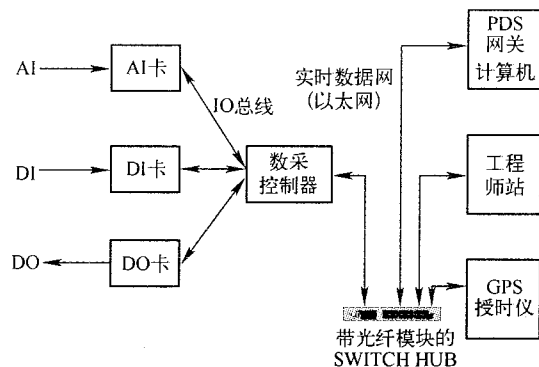 AI
AI卡
IO总线
DI
DI卡
数采
控制器
DO
DO卡
实时数据网
(以太网)
PDS
网关
计算机
工程
师站
GPS
授时仪
带光纤模块的
SWITCH HUB